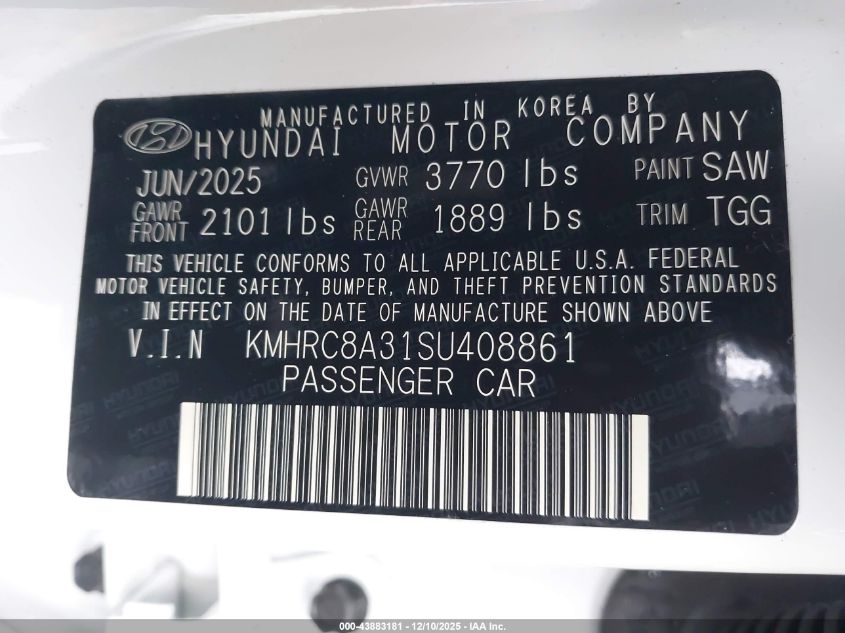 MANUFACTURED IN KOREA BY
HYUNDAI MOTOR COMPANY
JUN/2025 GVWR 3770 lbs PAINT SAW
GAWR FRONT 2101 lbs GAWR REAR 1889 lbs TRIM TGG
THIS VEHICLE CONFORMS TO ALL APPLICABLE U.S.A. FEDERAL
MOTOR VEHICLE SAFETY, BUMPER, AND THEFT PREVENTION STANDARDS
IN EFFECT ON THE DATE OF MANUFACTURE SHOWN ABOVE
V.I.N KMHRC8A31SU408861
PASSENGER CAR
000-43883181 - 12/10/2025 - IAA Inc.